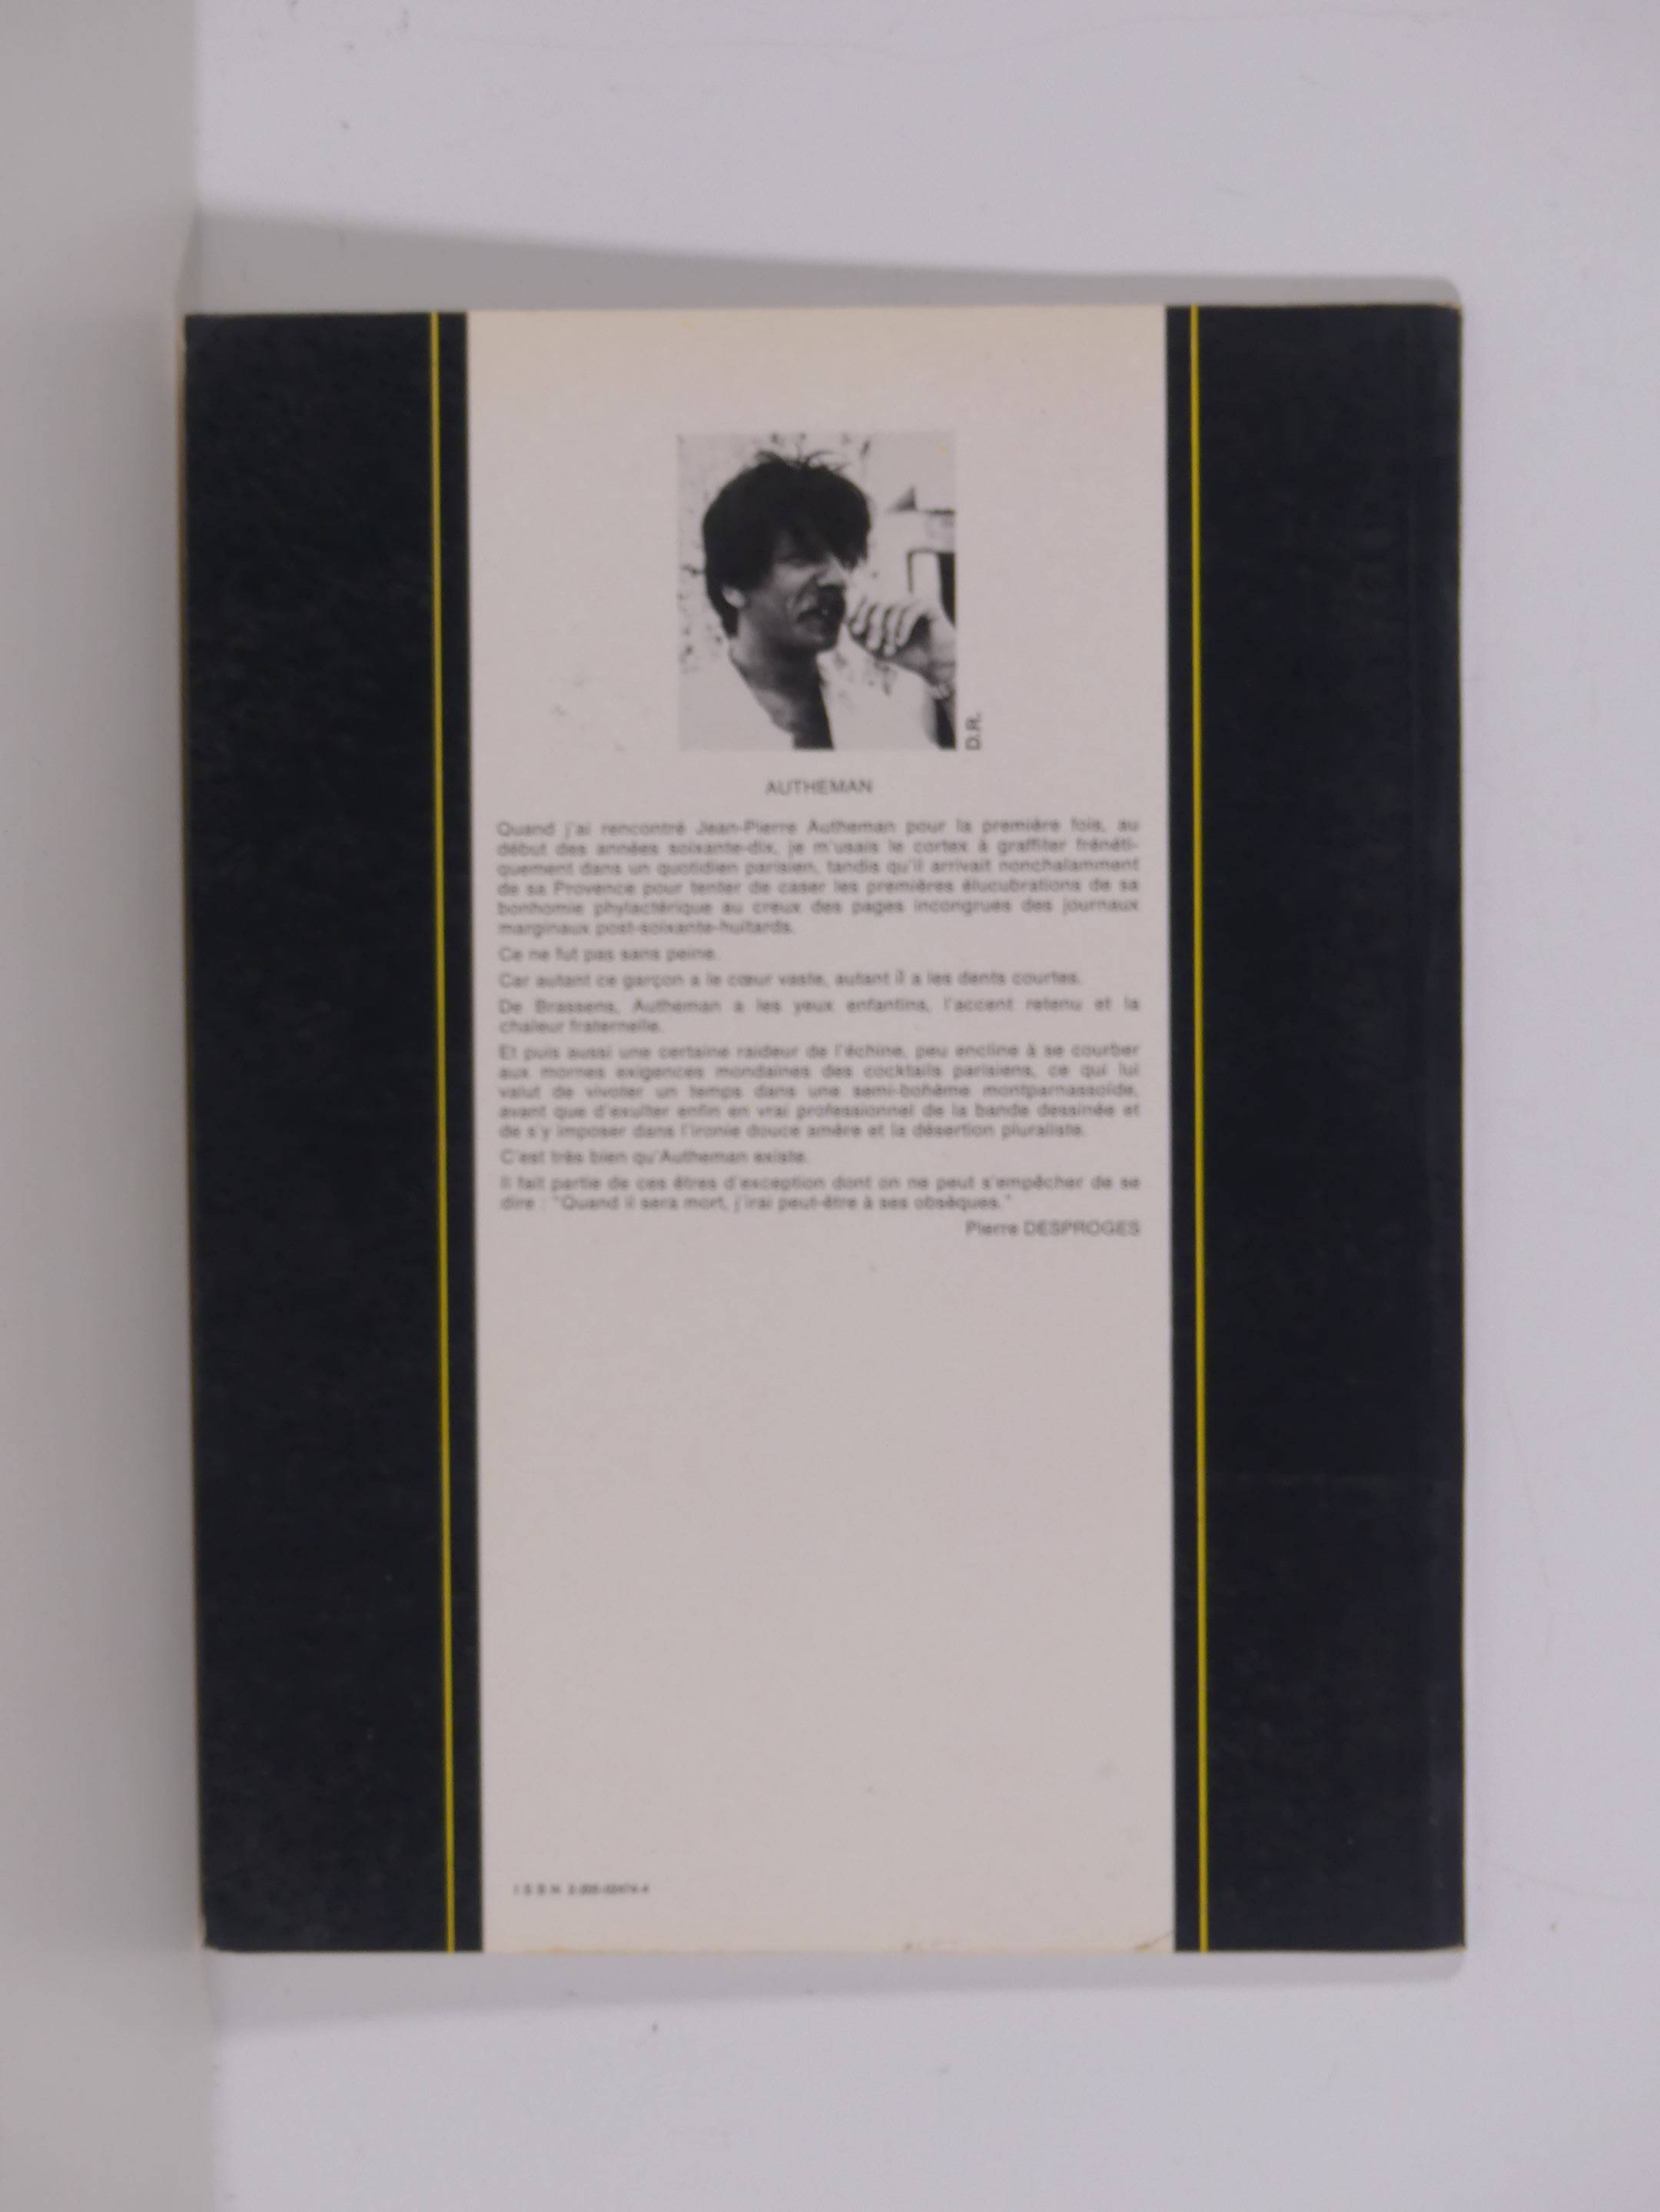 D.R.
AUTHEMAN
Quand j'ai rencontré Jean-Pierre Autheman pour la première fois, au
début des années soixante-dix, je m'usais le cortex à graffiter frénéti-
quement dans un quotidien parisien, tandis qu'il arrivait nonchalamment
de sa Provence pour tenter de caser les premières élucubrations de sa
bonhomie phylactérique au creux des pages incongrues des journaux
marginaux post-soixante-huitards.
Ce ne fut pas sans peine.
Car autant ce garçon a le cœur vaste, autant il a les dents courtes.
De Brassens, Autheman a les yeux enfantins, l'accent retenu et la
chaleur fraternelle.
Et puis aussi une certaine raideur de l'échine, peu encline à se courber
aux mornes exigences mondaines des cocktails parisiens, ce qui lui
valut de vivoter un temps dans une semi-bohème montparnassoïde,
avant que d'exulter enfin en vrai professionnel de la bande dessinée et
de s'y imposer dans l'ironie douce amère et la désertion pluraliste.
C'est très bien qu'Autheman existe.
Il fait partie de ces êtres d'exception dont on ne peut s'empêcher de se
dire : "Quand il sera mort, j'irai peut-être à ses obsèques."
Pierre DESPROGES
ISBN